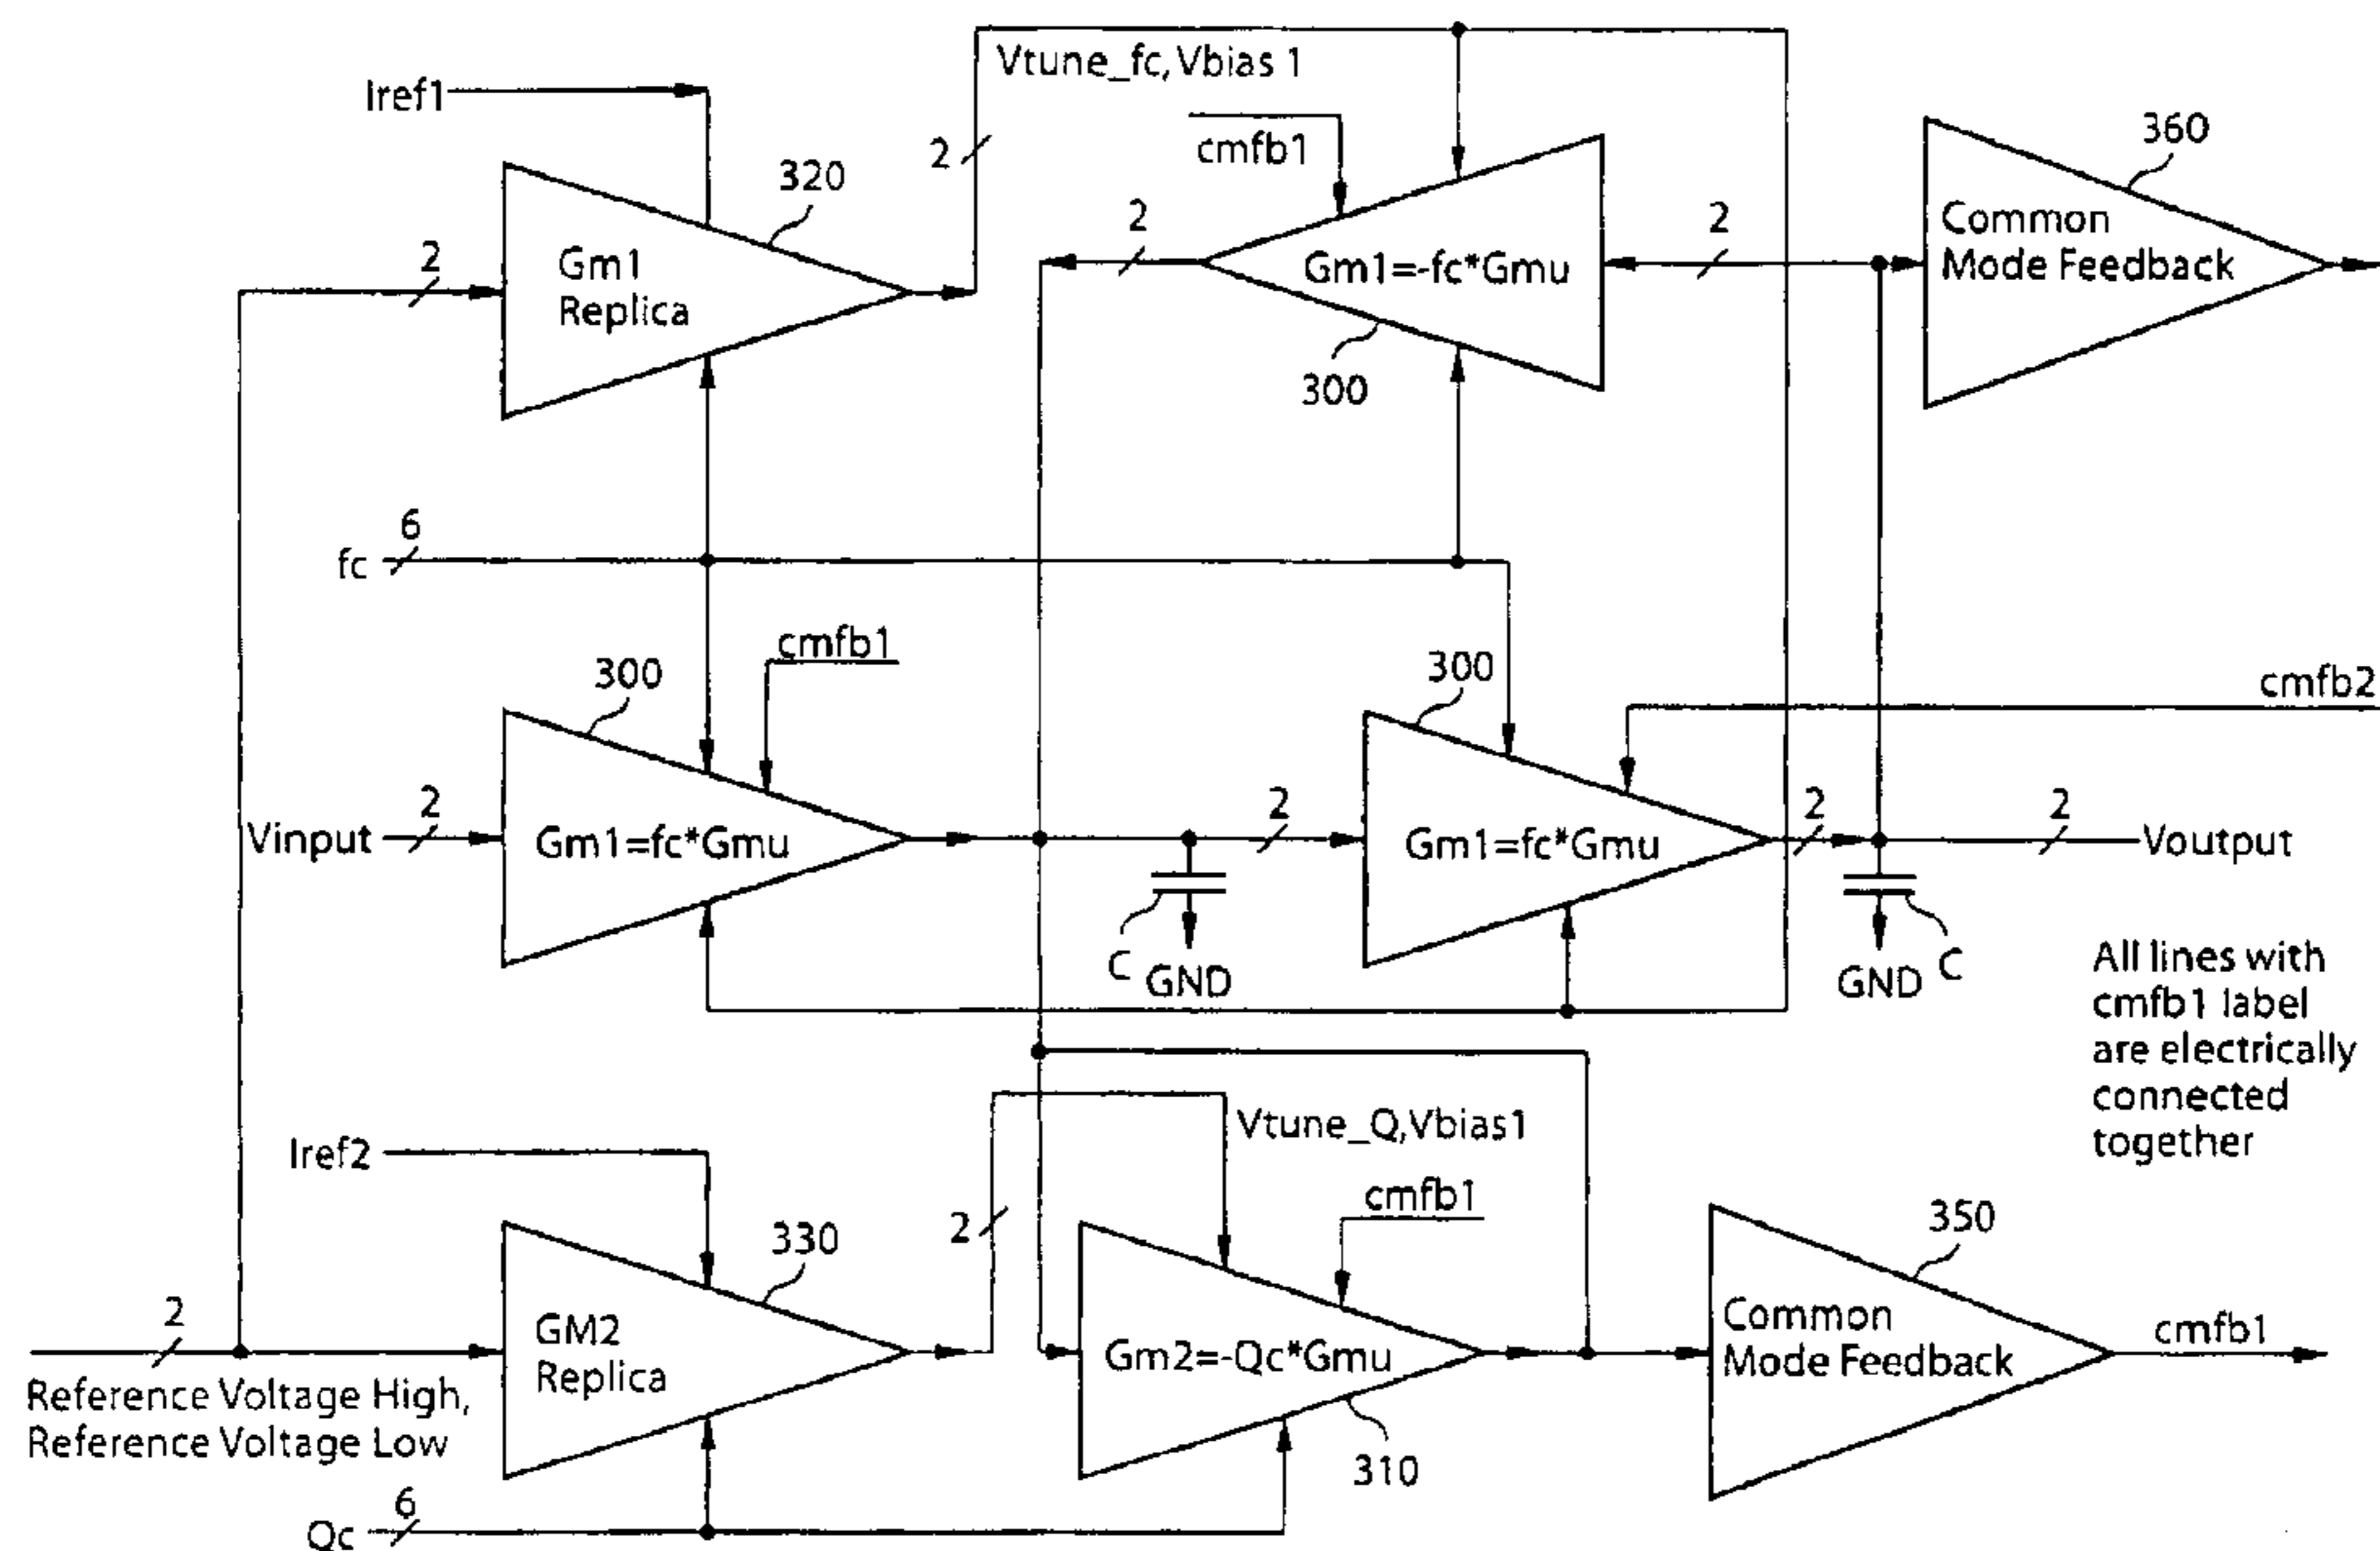 Vtune_fc, Vbias 1
Iref1
cmfb1
360
2
320
2
2
2
Common
Mode Feedback
2
Gm1
Replica
Gm1=-fc*Gmu
300
6
fc
cmfb1
300
300
cmfb2
Vinput
2
Gm1=fc*Gmu
2
Gm1=fc*Gmu
2
2
Voutput
C
GND
GND
C
All lines with
cmfb1 label
are electrically
connected
together
Vtune_Q,Vbias1
Iref2
cmfb1
2
330
350
2
GM2
Replica
Gm2=-Qc*Gmu
Common
Mode Feedback
cmfb1
Reference Voltage High,
Reference Voltage Low
310
6
Qc